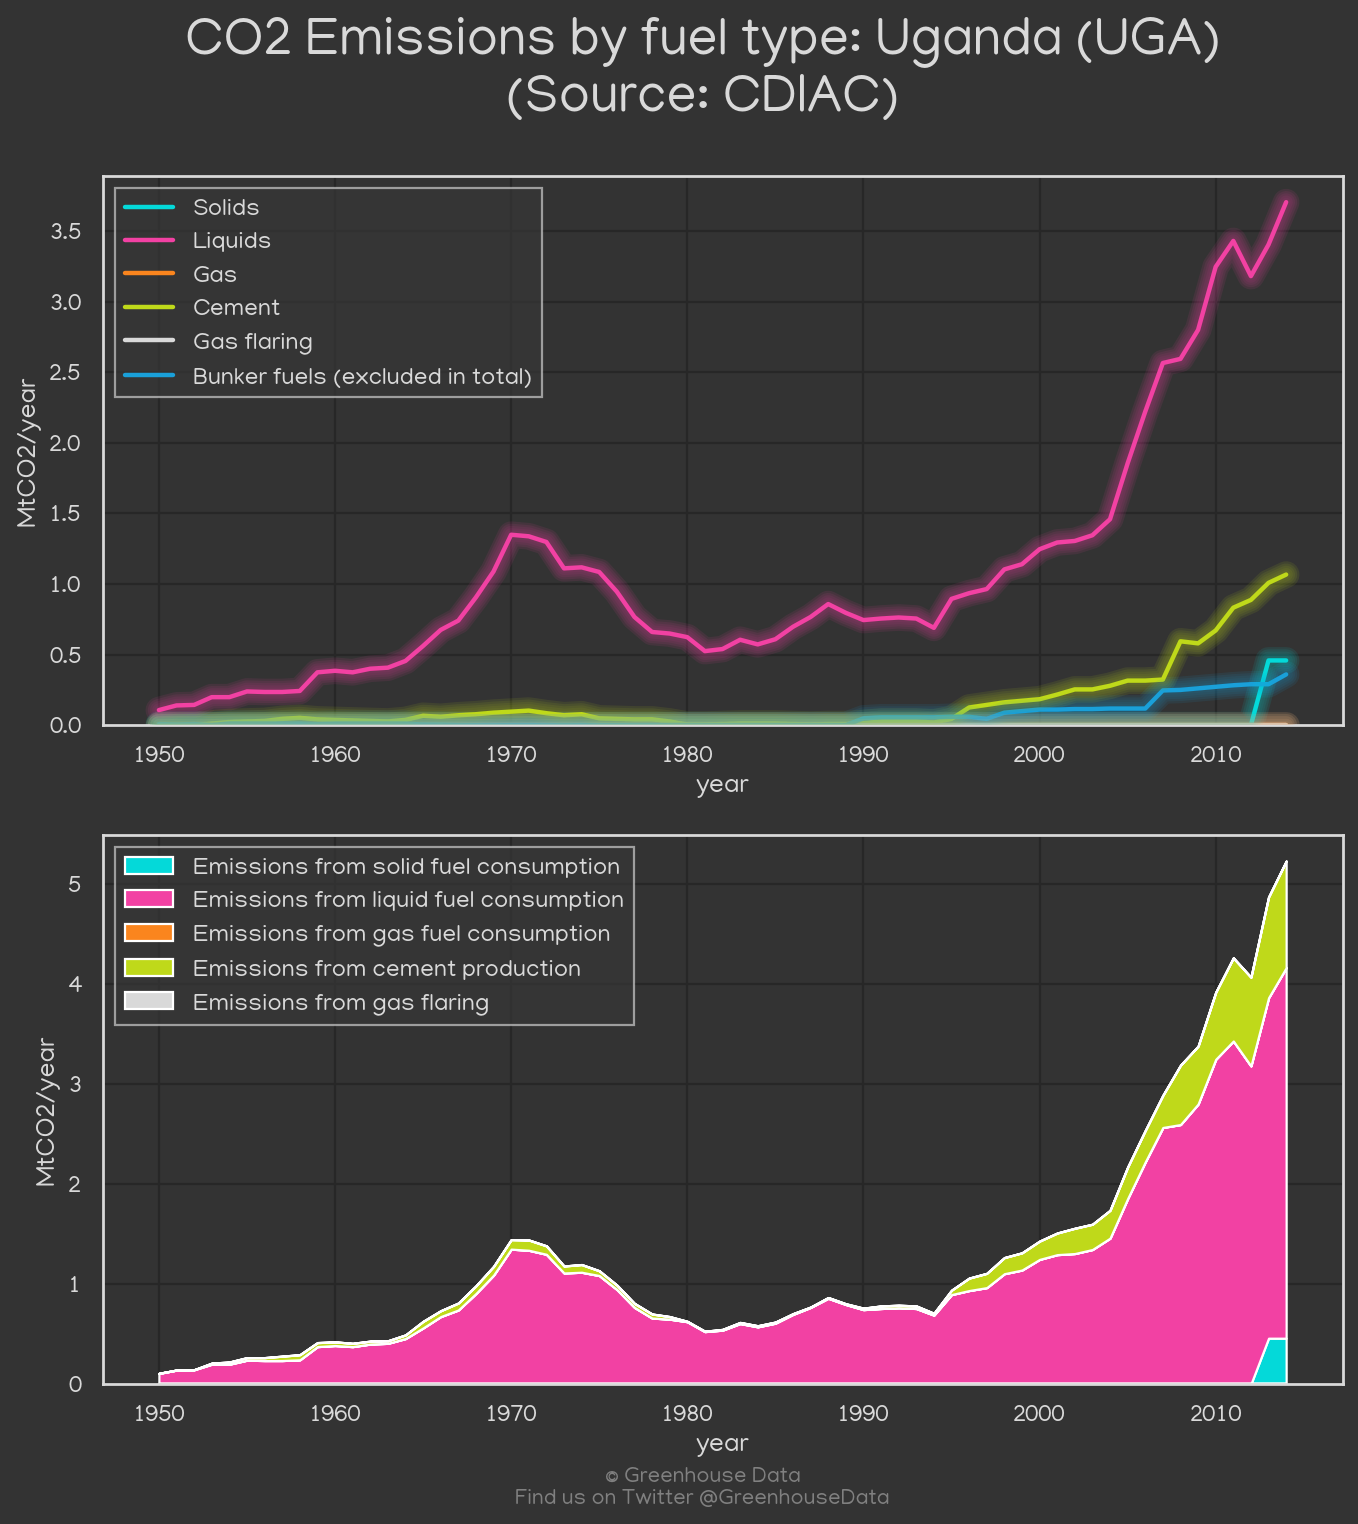 CO2 Emissions by fuel type: Uganda (UGA)
(Source: CDIAC)
Solids
Liquids
Gas
Cement
Gas flaring
Bunker fuels (excluded in total)
MtCO2/year
3.5
3.0
2.5
2.0
1.5
1.0
0.5
0.0
1950 1960 1970 1980 1990 2000 2010
year
Emissions from solid fuel consumption
Emissions from liquid fuel consumption
Emissions from gas fuel consumption
Emissions from cement production
Emissions from gas flaring
MtCO2/year
5
4
3
2
1
0
1950 1960 1970 1980 1990 2000 2010
year
© Greenhouse Data
Find us on Twitter @GreenhouseData